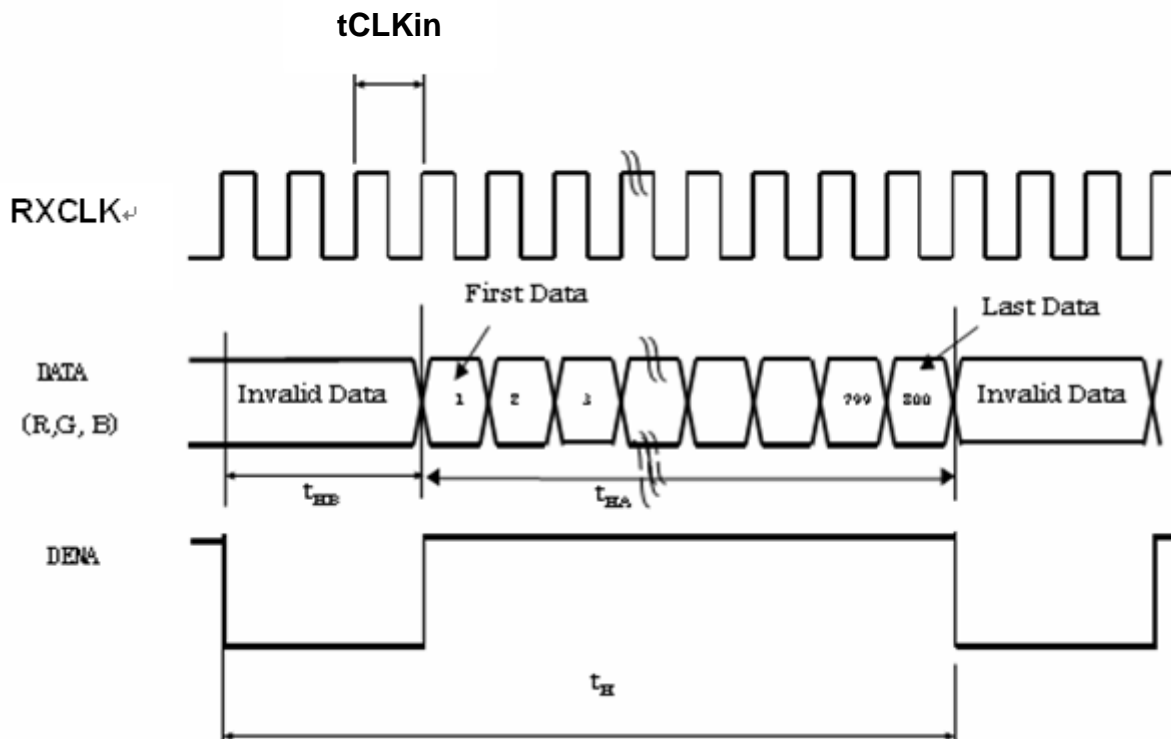 tCLKin
RXCLK↵
First Data
Last Data
DATA
(R,G, B)
Invalid Data
1
2
3
799
800
Invalid Data
tHB
tHA
DENA
tH